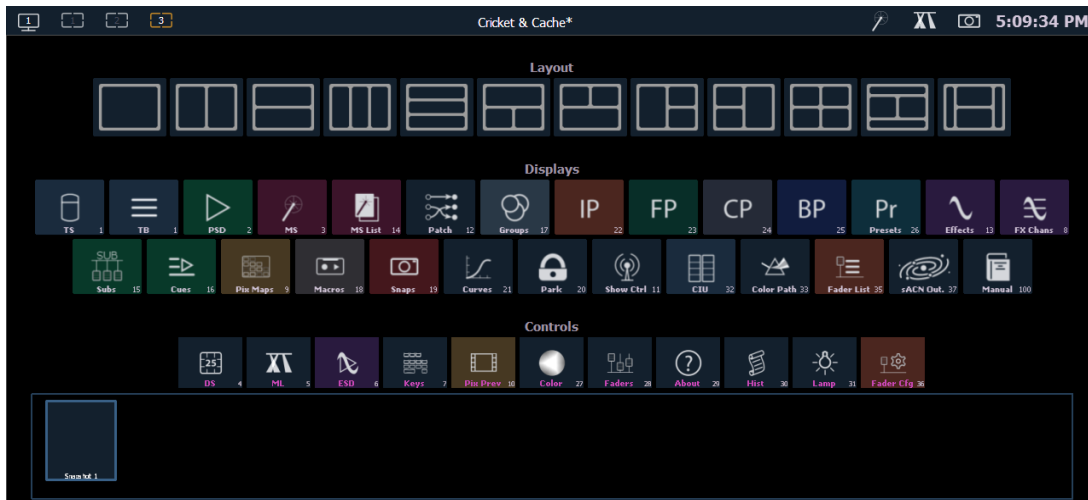 1 1 2 3 Cricket & Cache* 5:09:34 PM
Layout
Displays
IP FP CP BP Pr
TS 1 TB 1 PSD 2 MS 3 MS List 14 Patch 12 Groups 17 22 23 24 25 Presets 26 Effects 13 FX Chans 8
SUB
Subs 15 Cues 16 Pix Maps 9 Macros 18 Snaps 19 Curves 21 Park 20 Show Ctrl 11 CIU 32 Color Path 33 Fader List 35 sACN Out. 37 Manual 100
Controls
25 ?
DS 4 ML 5 ESD 6 Keys 7 Pix Prev 10 Color 27 Faders 28 About 29 Hist 30 Lamp 31 Fader Cfg 36
Snapshot 1